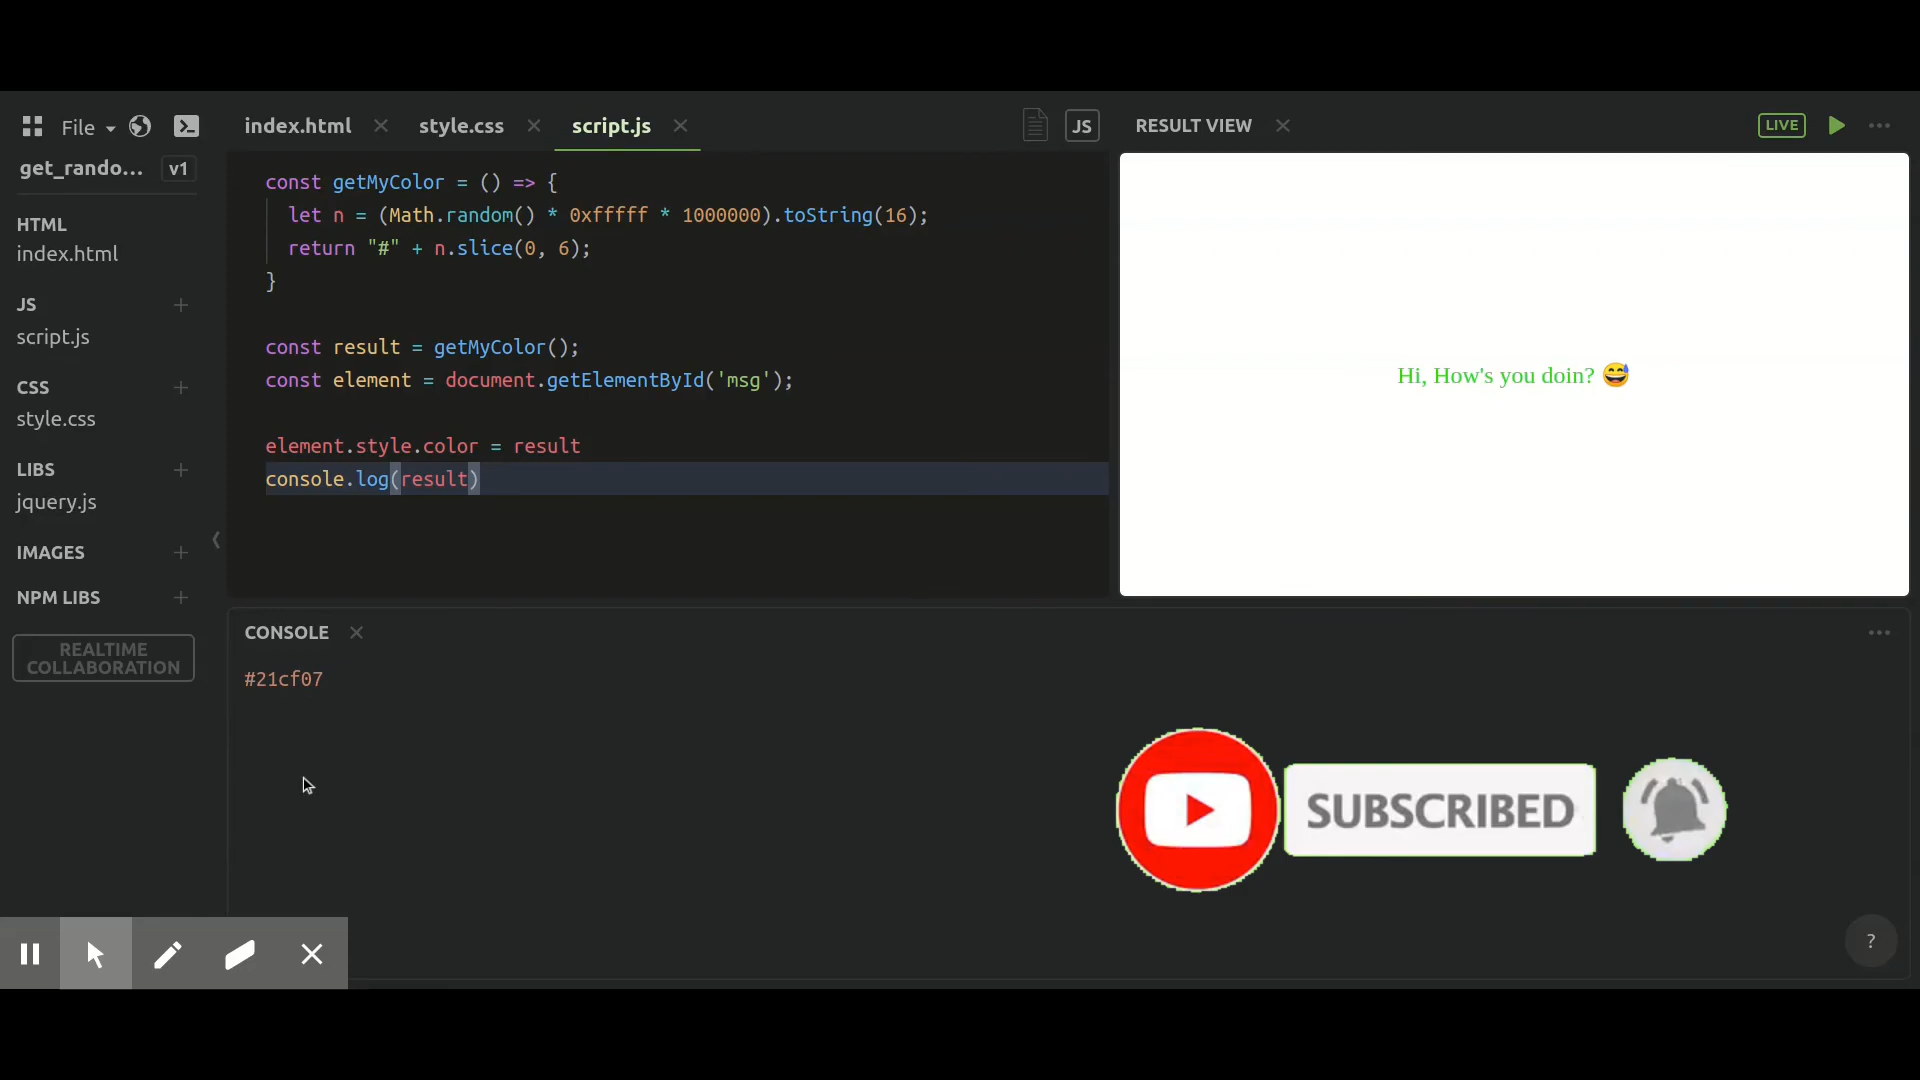 File
get_rando...
v1
HTML
index.html
JS
script.js
CSS
style.css
LIBS
jquery.js
IMAGES
NPM LIBS
REALTIME
COLLABORATION
index.html
style.css
script.js
JS
const getMyColor = () => {
let n = (Math.random() * 0xfffff * 1000000).toString(16);
return "#" + n.slice(0, 6);
}
const result = getMyColor();
const element = document.getElementById('msg');
element.style.color = result
console.log(result)
RESULT VIEW
LIVE
Hi, How's you doin? 😅
CONSOLE
#21cf07
SUBSCRIBED
?